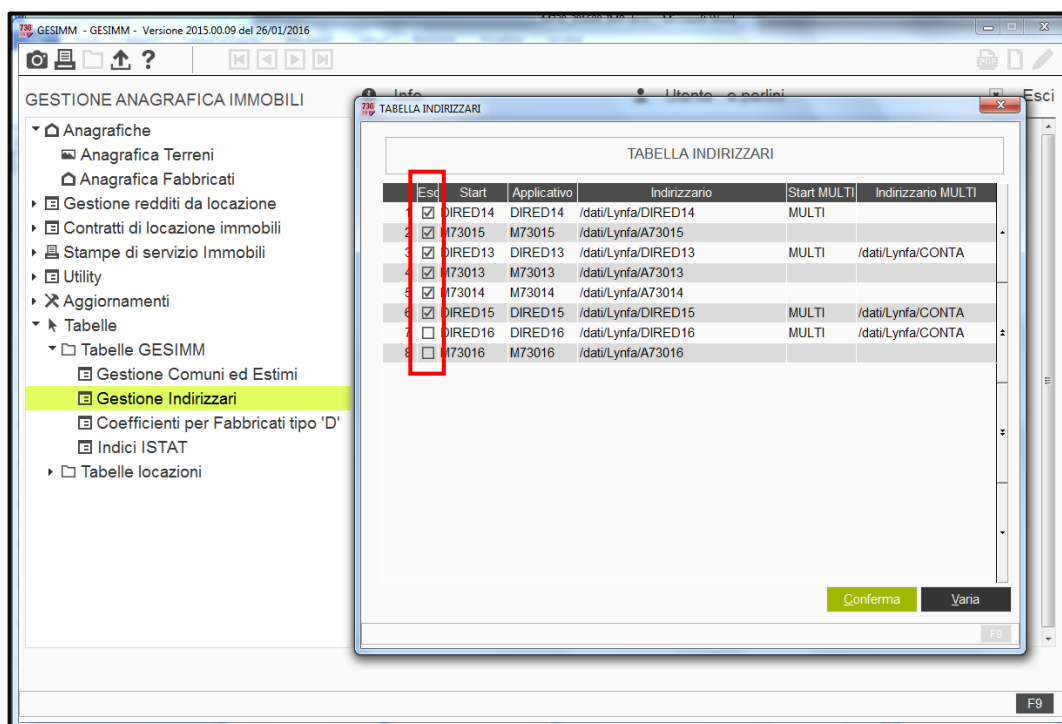 GESIMM - GESIMM - Versione 2015.00.09 del 26/01/2016
?
PDF
GESTIONE ANAGRAFICA IMMOBILI
Info
Utente
Esci
Anagrafiche
Anagrafica Terreni
Anagrafica Fabbricati
Gestione redditi da locazione
Contratti di locazione immobili
Stampe di servizio Immobili
Utility
Aggiornamenti
Tabelle
Tabelle GESIMM
Gestione Comuni ed Estimi
Gestione Indirizzari
Coefficienti per Fabbricati tipo 'D'
Indici ISTAT
Tabelle locazioni
730 TABELLA INDIRIZZARI
TABELLA INDIRIZZARI
Esc Start Applicativo Indirizzario Start MULTI Indirizzario MULTI
1 DIRED14 DIRED14 /dati/Lynfa/DIRED14 MULTI
2 M73015 M73015 /dati/Lynfa/A73015
3 DIRED13 DIRED13 /dati/Lynfa/DIRED13 MULTI /dati/Lynfa/CONTA
4 M73013 M73013 /dati/Lynfa/A73013
5 M73014 M73014 /dati/Lynfa/A73014
6 DIRED15 DIRED15 /dati/Lynfa/DIRED15 MULTI /dati/Lynfa/CONTA
7 DIRED16 DIRED16 /dati/Lynfa/DIRED16 MULTI /dati/Lynfa/CONTA
8 M73016 M73016 /dati/Lynfa/A73016
Conferma Varia
F9
F9